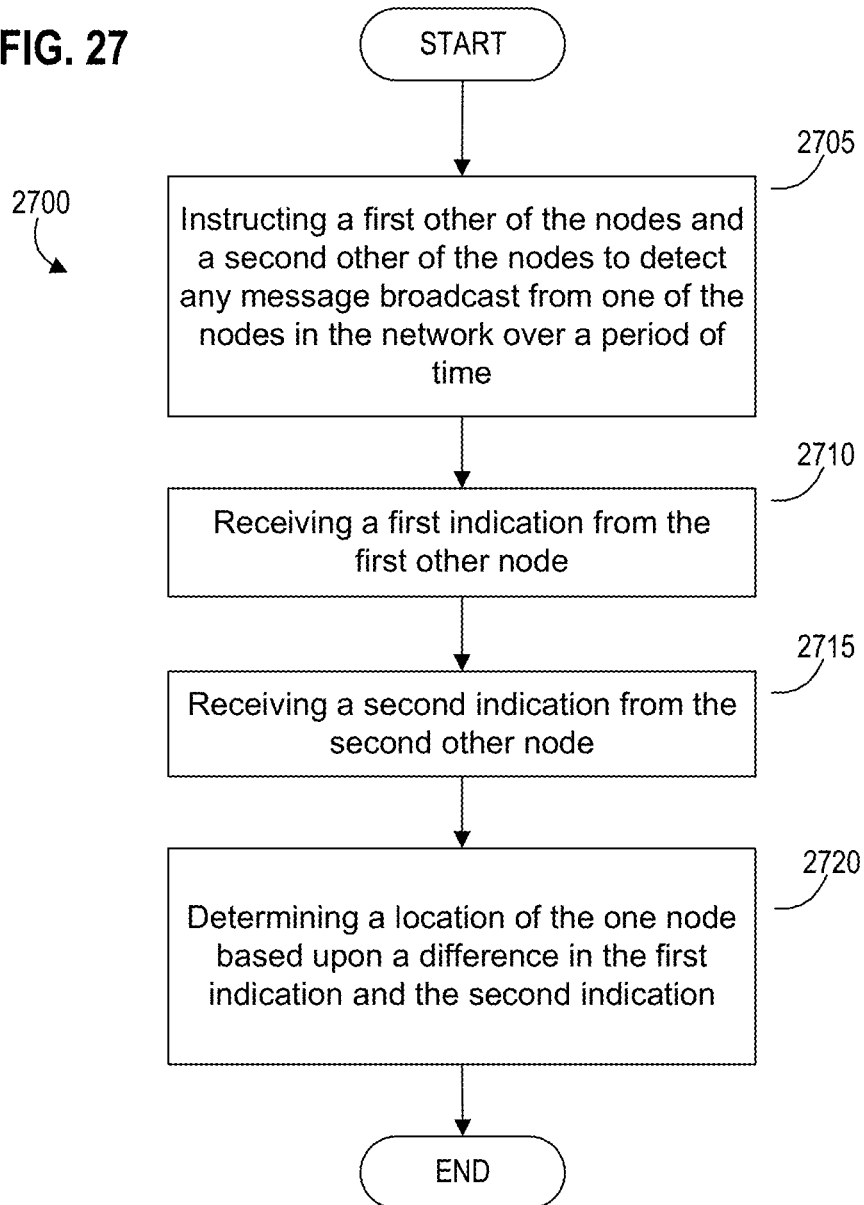 FIG. 27
START
2700
2705
Instructing a first other of the nodes and
a second other of the nodes to detect
any message broadcast from one of the
nodes in the network over a period of
time
2710
Receiving a first indication from the
first other node
2715
Receiving a second indication from the
second other node
2720
Determining a location of the one node
based upon a difference in the first
indication and the second indication
END